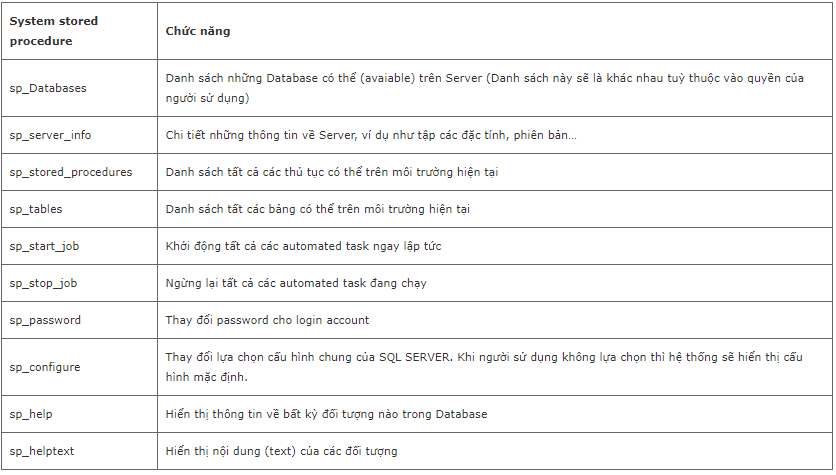 System stored
procedure
Chức năng
sp_Databases
Danh sách những Database có thể (avaiable) trên Server (Danh sách này sẽ là khác nhau tuỳ thuộc vào quyền của
người sử dụng)
sp_server_info
Chi tiết những thông tin về Server, ví dụ như tập các đặc tính, phiên bản…
sp_stored_procedures
Danh sách tất cả các thủ tục có thể trên môi trường hiện tại
sp_tables
Danh sách tất các bảng có thể trên môi trường hiện tại
sp_start_job
Khởi động tất cả các automated task ngay lập tức
sp_stop_job
Ngừng lại tất cả các automated task đang chạy
sp_password
Thay đổi password cho login account
sp_configure
Thay đổi lựa chọn cấu hình chung của SQL SERVER. Khi người sử dụng không lựa chọn thì hệ thống sẽ hiển thị cấu
hình mặc định.
sp_help
Hiển thị thông tin về bất kỳ đối tượng nào trong Database
sp_helptext
Hiển thị nội dung (text) của các đối tượng